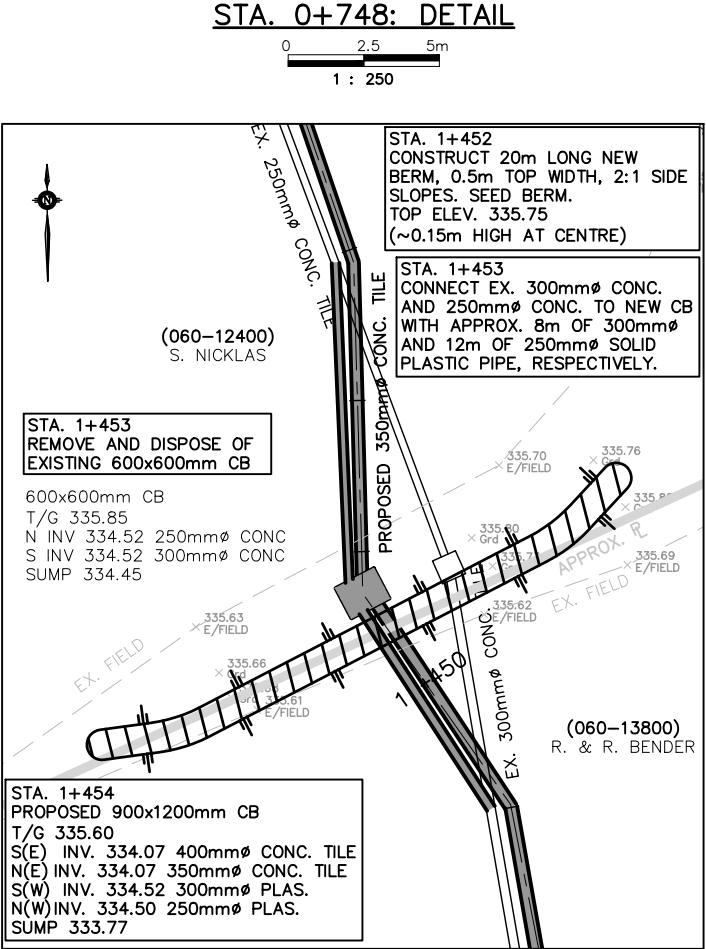 STA. 0+748: DETAIL
0 2.5 5m
1 : 250
STA. 1+452
CONSTRUCT 20m LONG NEW
BERM, 0.5m TOP WIDTH, 2:1 SIDE
SLOPES. SEED BERM.
TOP ELEV. 335.75
(~0.15m HIGH AT CENTRE)
EX. 250mmø CONC. TILE
N
STA. 1+453
CONNECT EX. 300mmø CONC.
AND 250mmø CONC. TO NEW CB
WITH APPROX. 8m OF 300mmø
AND 12m OF 250mmø SOLID
PLASTIC PIPE, RESPECTIVELY.
PROPOSED 350mmø CONC. TILE
(060-12400)
S. NICKLAS
STA. 1+453
REMOVE AND DISPOSE OF
EXISTING 600x600mm CB
600x600mm CB
T/G 335.85
N INV 334.52 250mmø CONC
S INV 334.52 300mmø CONC
SUMP 334.45
335.70
E/FIELD
335.76
Grd
APPROX. ℄
335.69
E/FIELD
EX. FIELD
335.62
E/FIELD
335.63
E/FIELD
335.66
Grd
E/FIELD
EX. FIELD
EX. 300mmø CONC. TILE
1+450
(060-13800)
R. & R. BENDER
STA. 1+454
PROPOSED 900x1200mm CB
T/G 335.60
S(E) INV. 334.07 400mmø CONC. TILE
N(E) INV. 334.07 350mmø CONC. TILE
S(W) INV. 334.52 300mmø PLAS.
N(W) INV. 334.50 250mmø PLAS.
SUMP 333.77